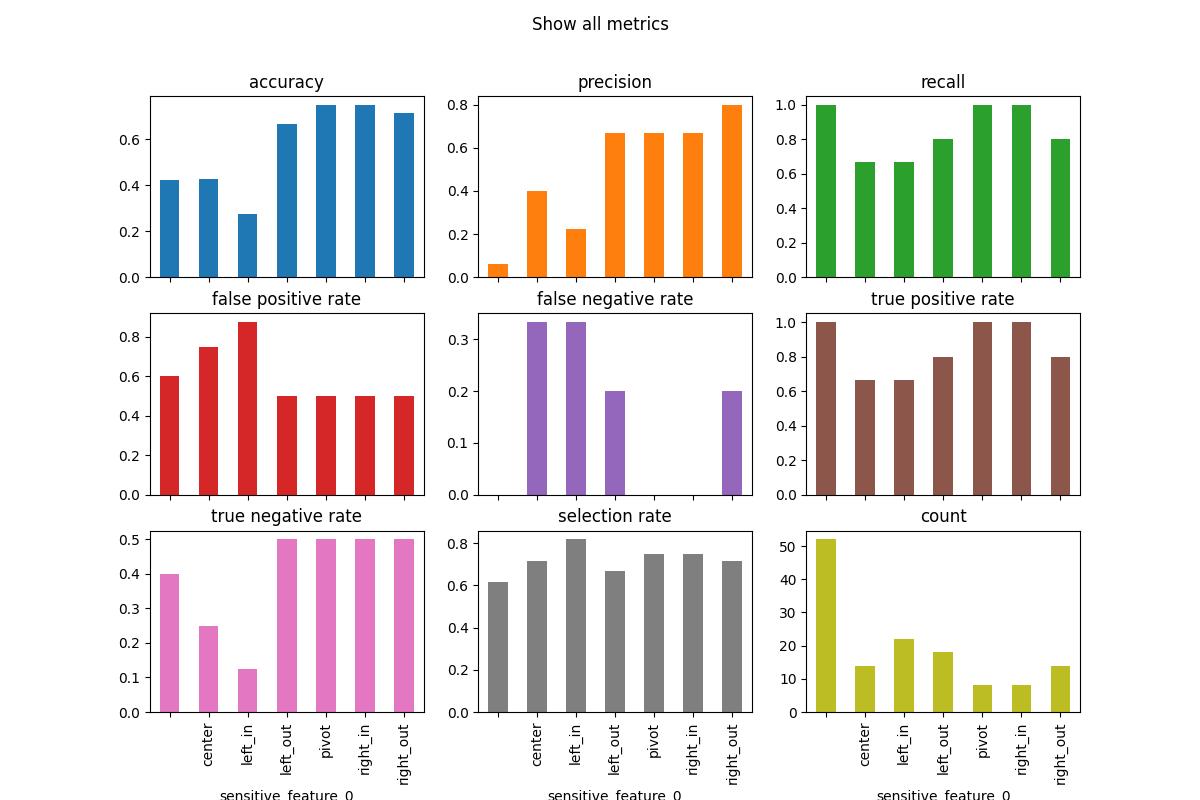 Show all metrics
accuracy
precision
recall
0.6
0.4
0.2
0.0
0.8
0.6
0.4
0.2
0.0
1.0
0.8
0.6
0.4
0.2
0.0
false positive rate
false negative rate
true positive rate
0.8
0.6
0.4
0.2
0.0
0.3
0.2
0.1
0.0
1.0
0.8
0.6
0.4
0.2
0.0
true negative rate
selection rate
count
0.5
0.4
0.3
0.2
0.1
0.0
0.8
0.6
0.4
0.2
0.0
50
40
30
20
10
0
center
left_in
left_out
pivot
right_in
right_out
center
left_in
left_out
pivot
right_in
right_out
center
left_in
left_out
pivot
right_in
right_out
sensitive_feature_0
sensitive_feature_0
sensitive_feature_0